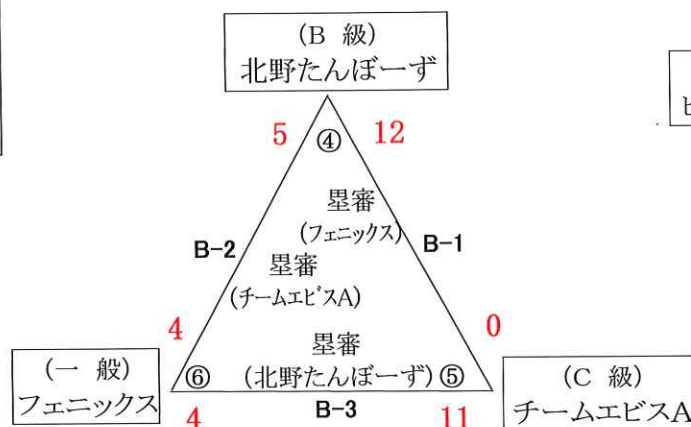 (B 級)
北野たんぼーず
5
④
12
塁審
(フェニックス)
B-2
B-1
塁審
(チームエビスA)
4
0
塁審
(北野たんぼーず)
(一 般)
フェニックス
⑥
⑤
(C 級)
チームエビスA
4
B-3
11